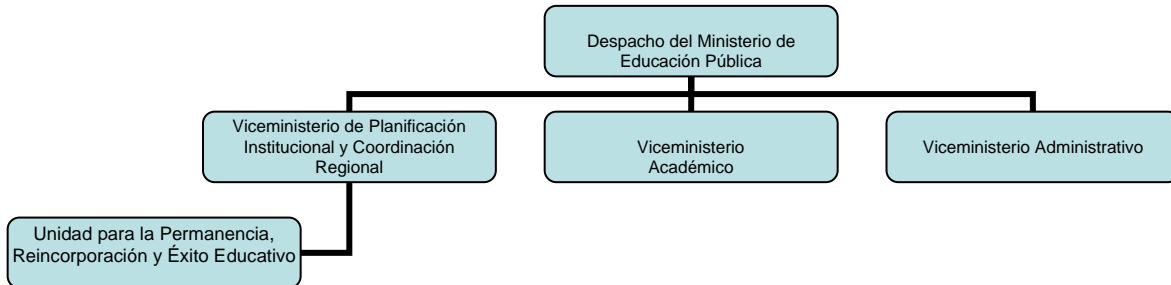 Despacho del Ministerio de
Educación Pública
Viceministerio de Planificación
Institucional y Coordinación
Regional
Viceministerio
Académico
Viceministerio Administrativo
Unidad para la Permanencia,
Reincorporación y Éxito Educativo